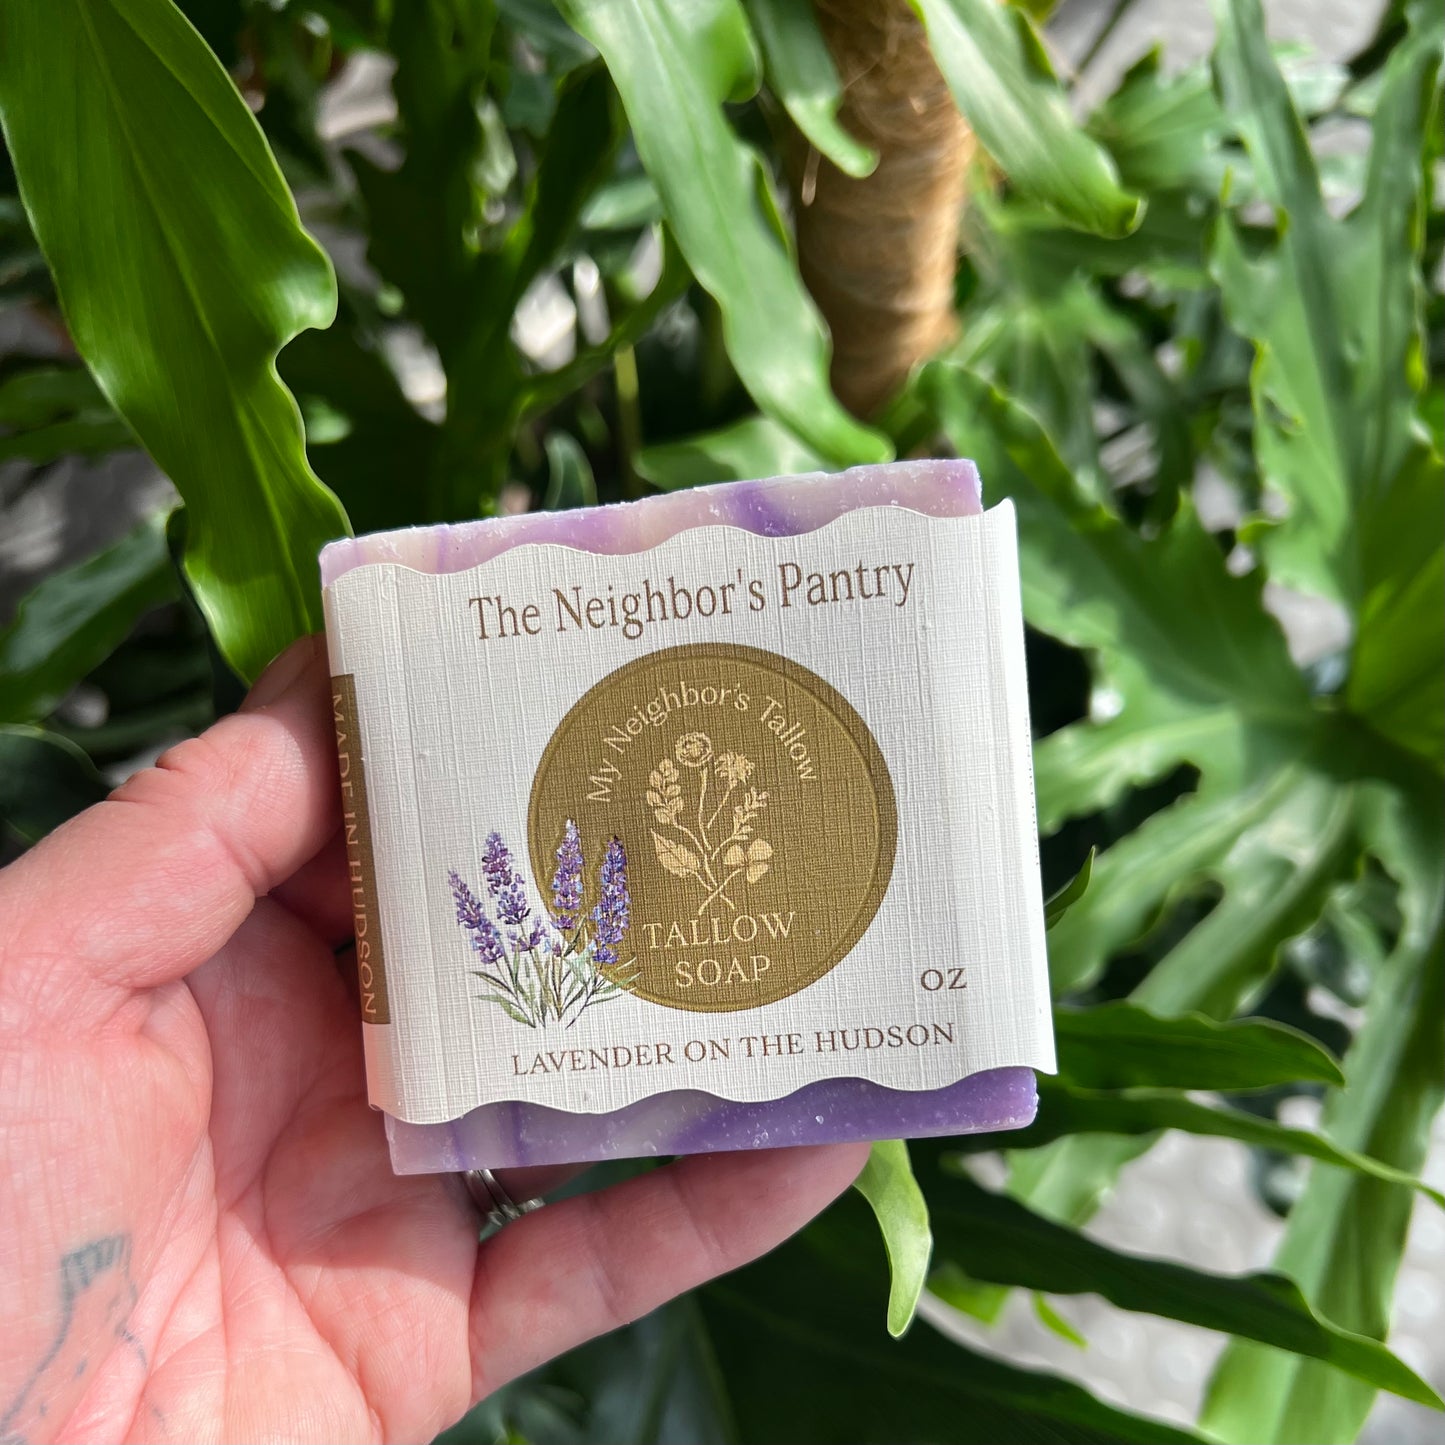 The Neighbor's Pantry
My Neighbor's Tallow
TALLOW
SOAP
OZ
LAVENDER ON THE HUDSON
MADE IN HUDSON